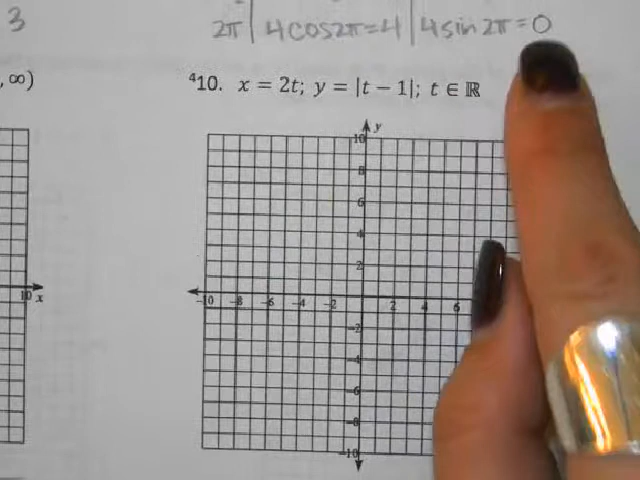 3
2π | 4cos2π=4 | 4sin2π=0
, ∞)
⁴10. x = 2t; y = |t − 1|; t ∈ ℝ
y
10
8
6
4
2
10 x
-10 -8 -6 -4 -2 2 4 6
-2
-4
-6
-8
-10